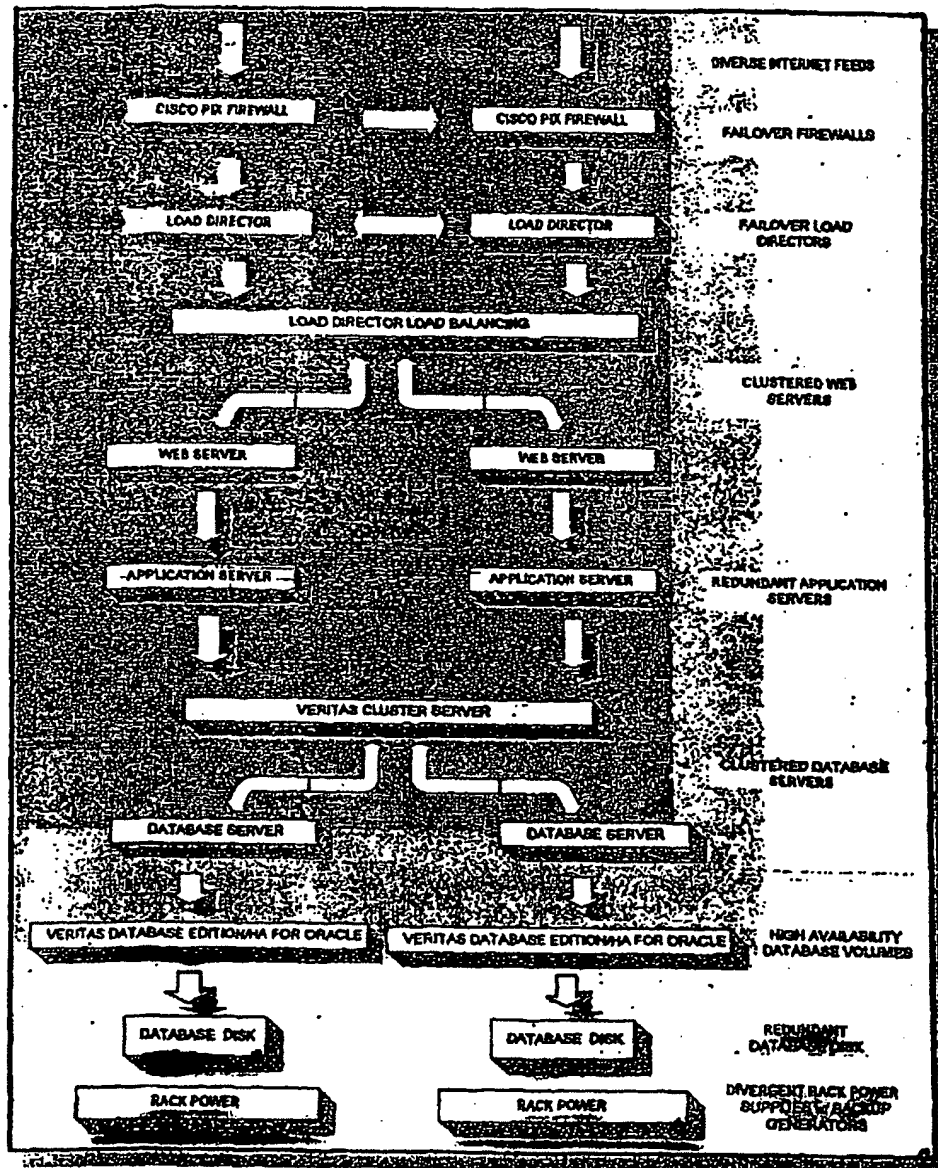 DIVERSE INTERNET FEEDS
CISCO PIX FIREWALL
CISCO PIX FIREWALL
FAILOVER FIREWALLS
LOAD DIRECTOR
LOAD DIRECTOR
FAILOVER LOAD
DIRECTORS
LOAD DIRECTOR LOAD BALANCING
CLUSTERED WEB
SERVERS
WEB SERVER
WEB SERVER
APPLICATION SERVER
APPLICATION SERVER
REDUNDANT APPLICATION
SERVERS
VERITAS CLUSTER SERVER
CLUSTERED DATABASE
SERVERS
DATABASE SERVER
DATABASE SERVER
VERITAS DATABASE EDITION/HA FOR ORACLE
VERITAS DATABASE EDITION/HA FOR ORACLE
HIGH AVAILABILITY
DATABASE VOLUMES
DATABASE DISK
DATABASE DISK
REDUNDANT
DATABASE DISK
RACK POWER
RACK POWER
DIVERGENT RACK POWER
BACKUP
GENERATORS